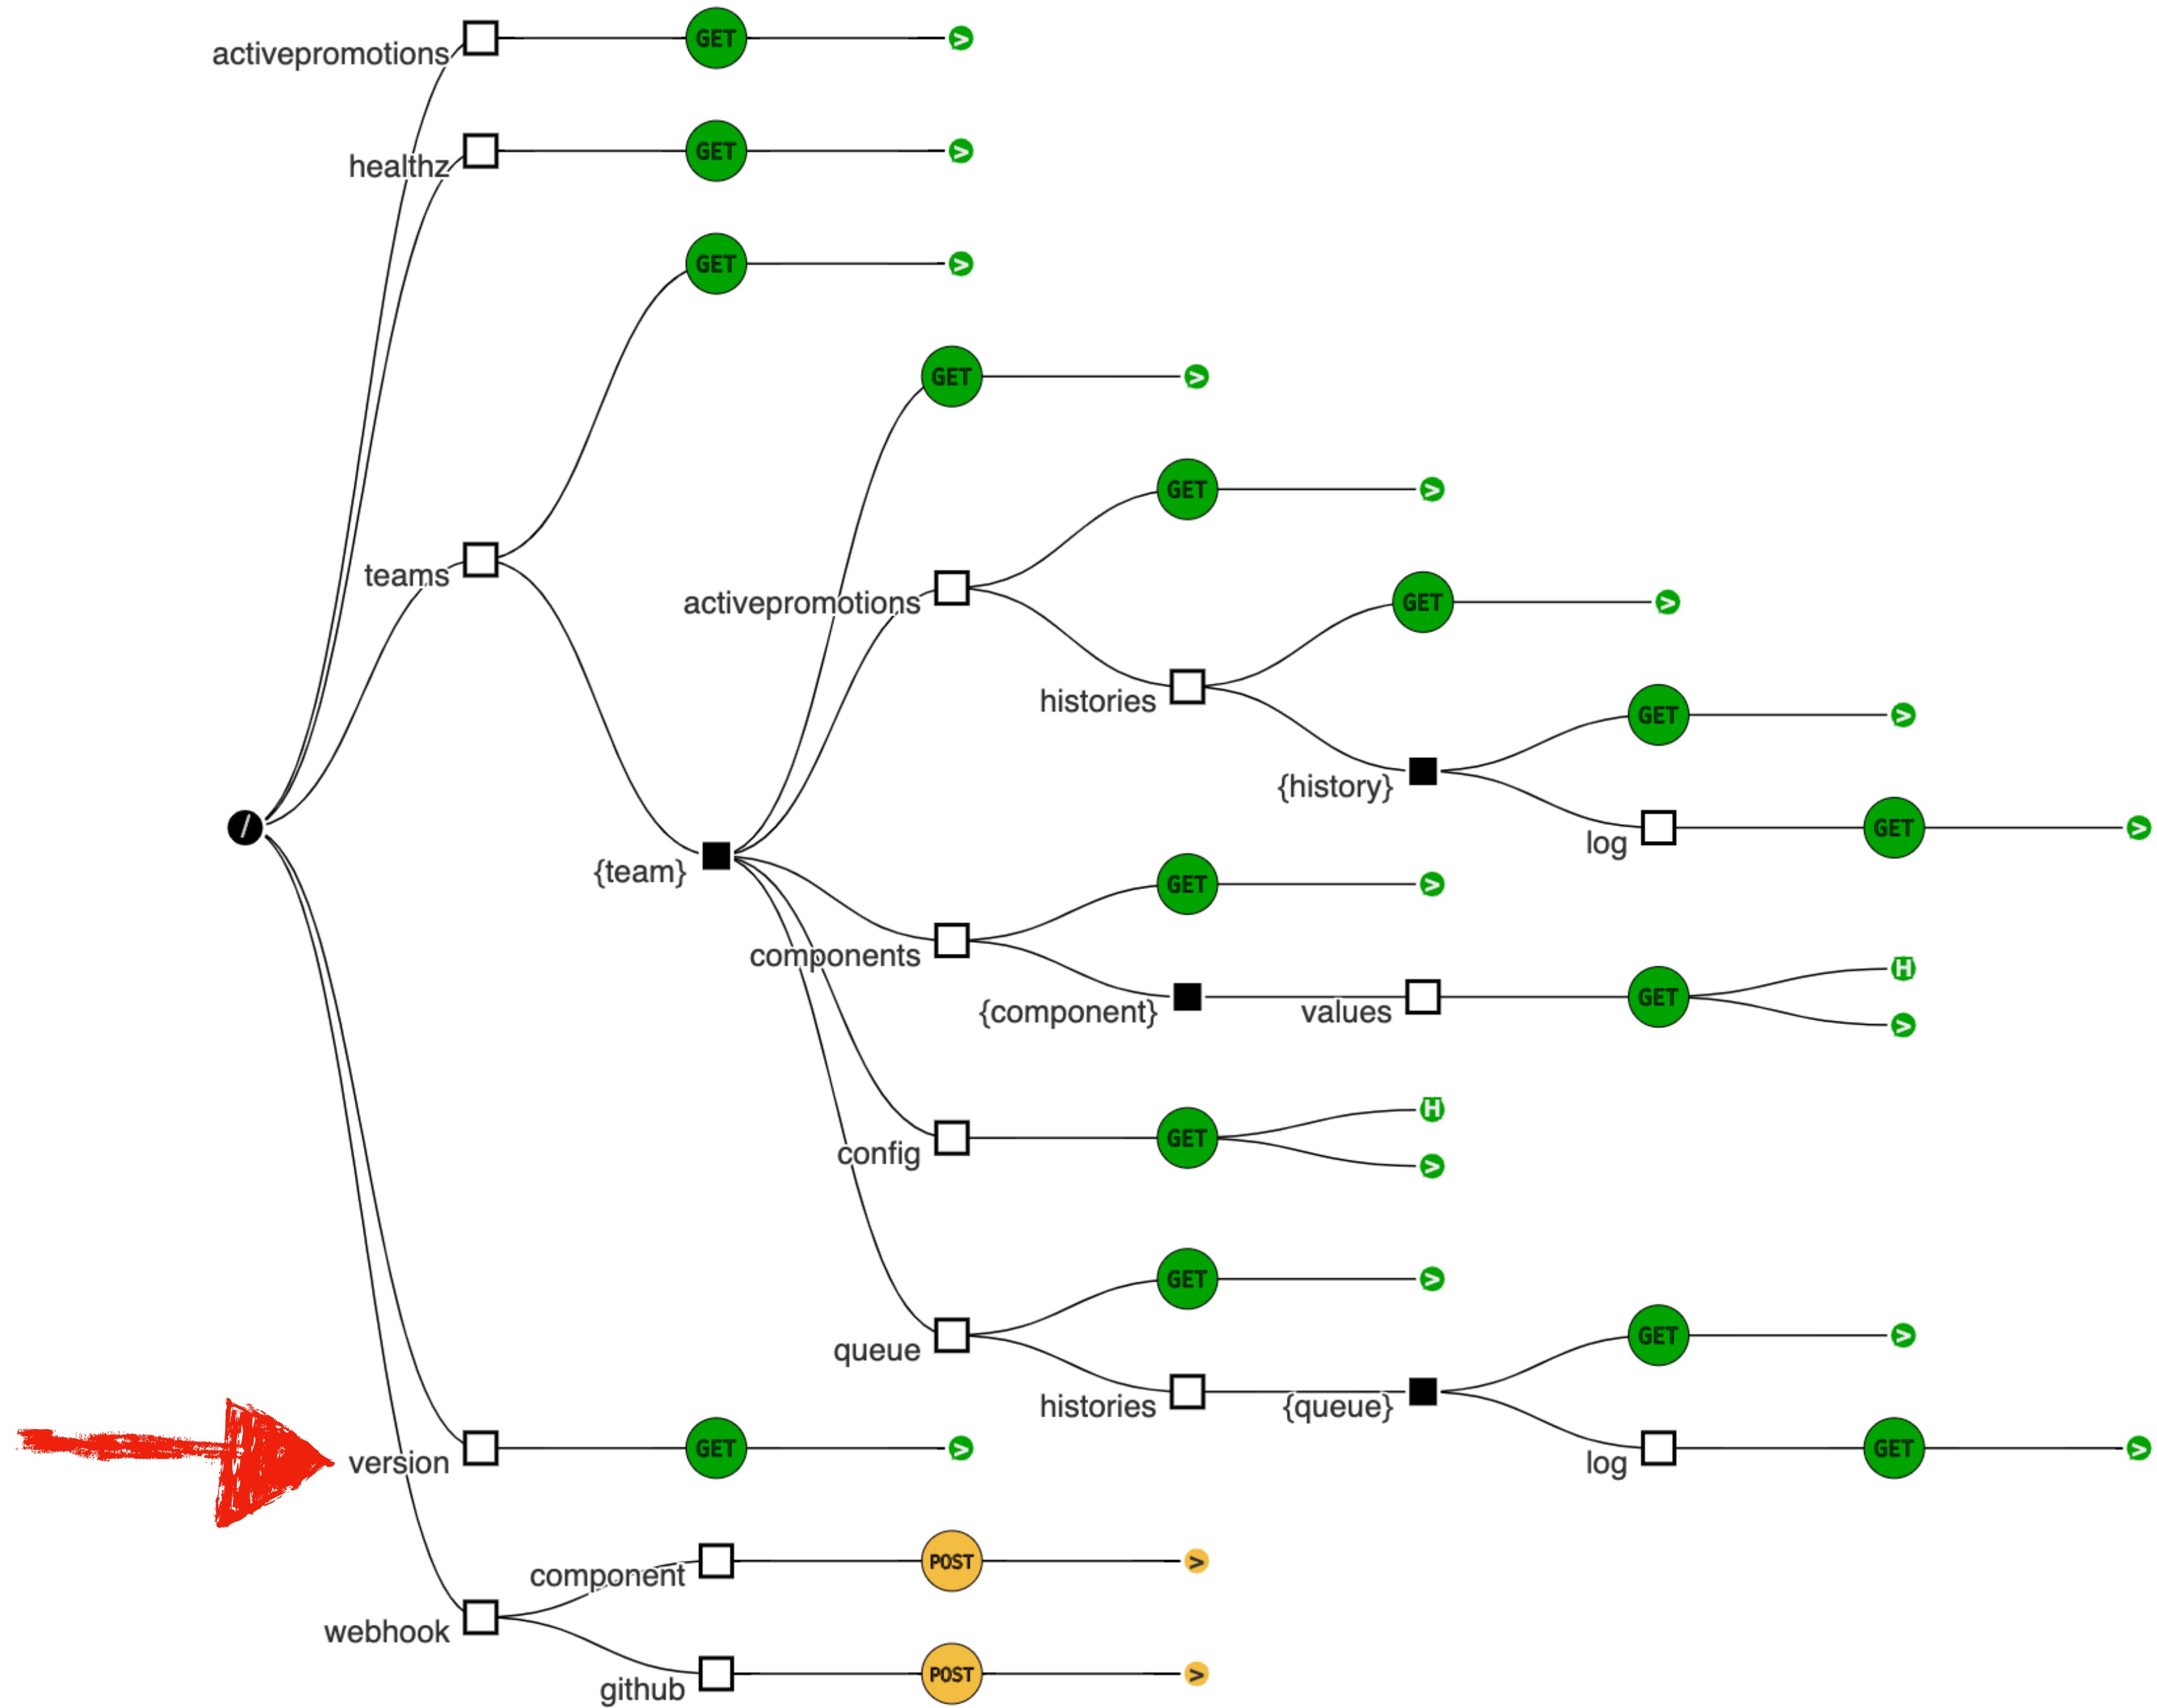 activepromotions
GET
>
healthz
GET
>
GET
>
teams
GET
>
GET
>
activepromotions
GET
>
histories
GET
>
{history}
/
log
GET
>
{team}
GET
>
components
H
{component}
values
GET
>
H
config
GET
>
GET
>
queue
GET
>
histories
{queue}
version
GET
>
log
GET
>
component
POST
>
webhook
github
POST
>